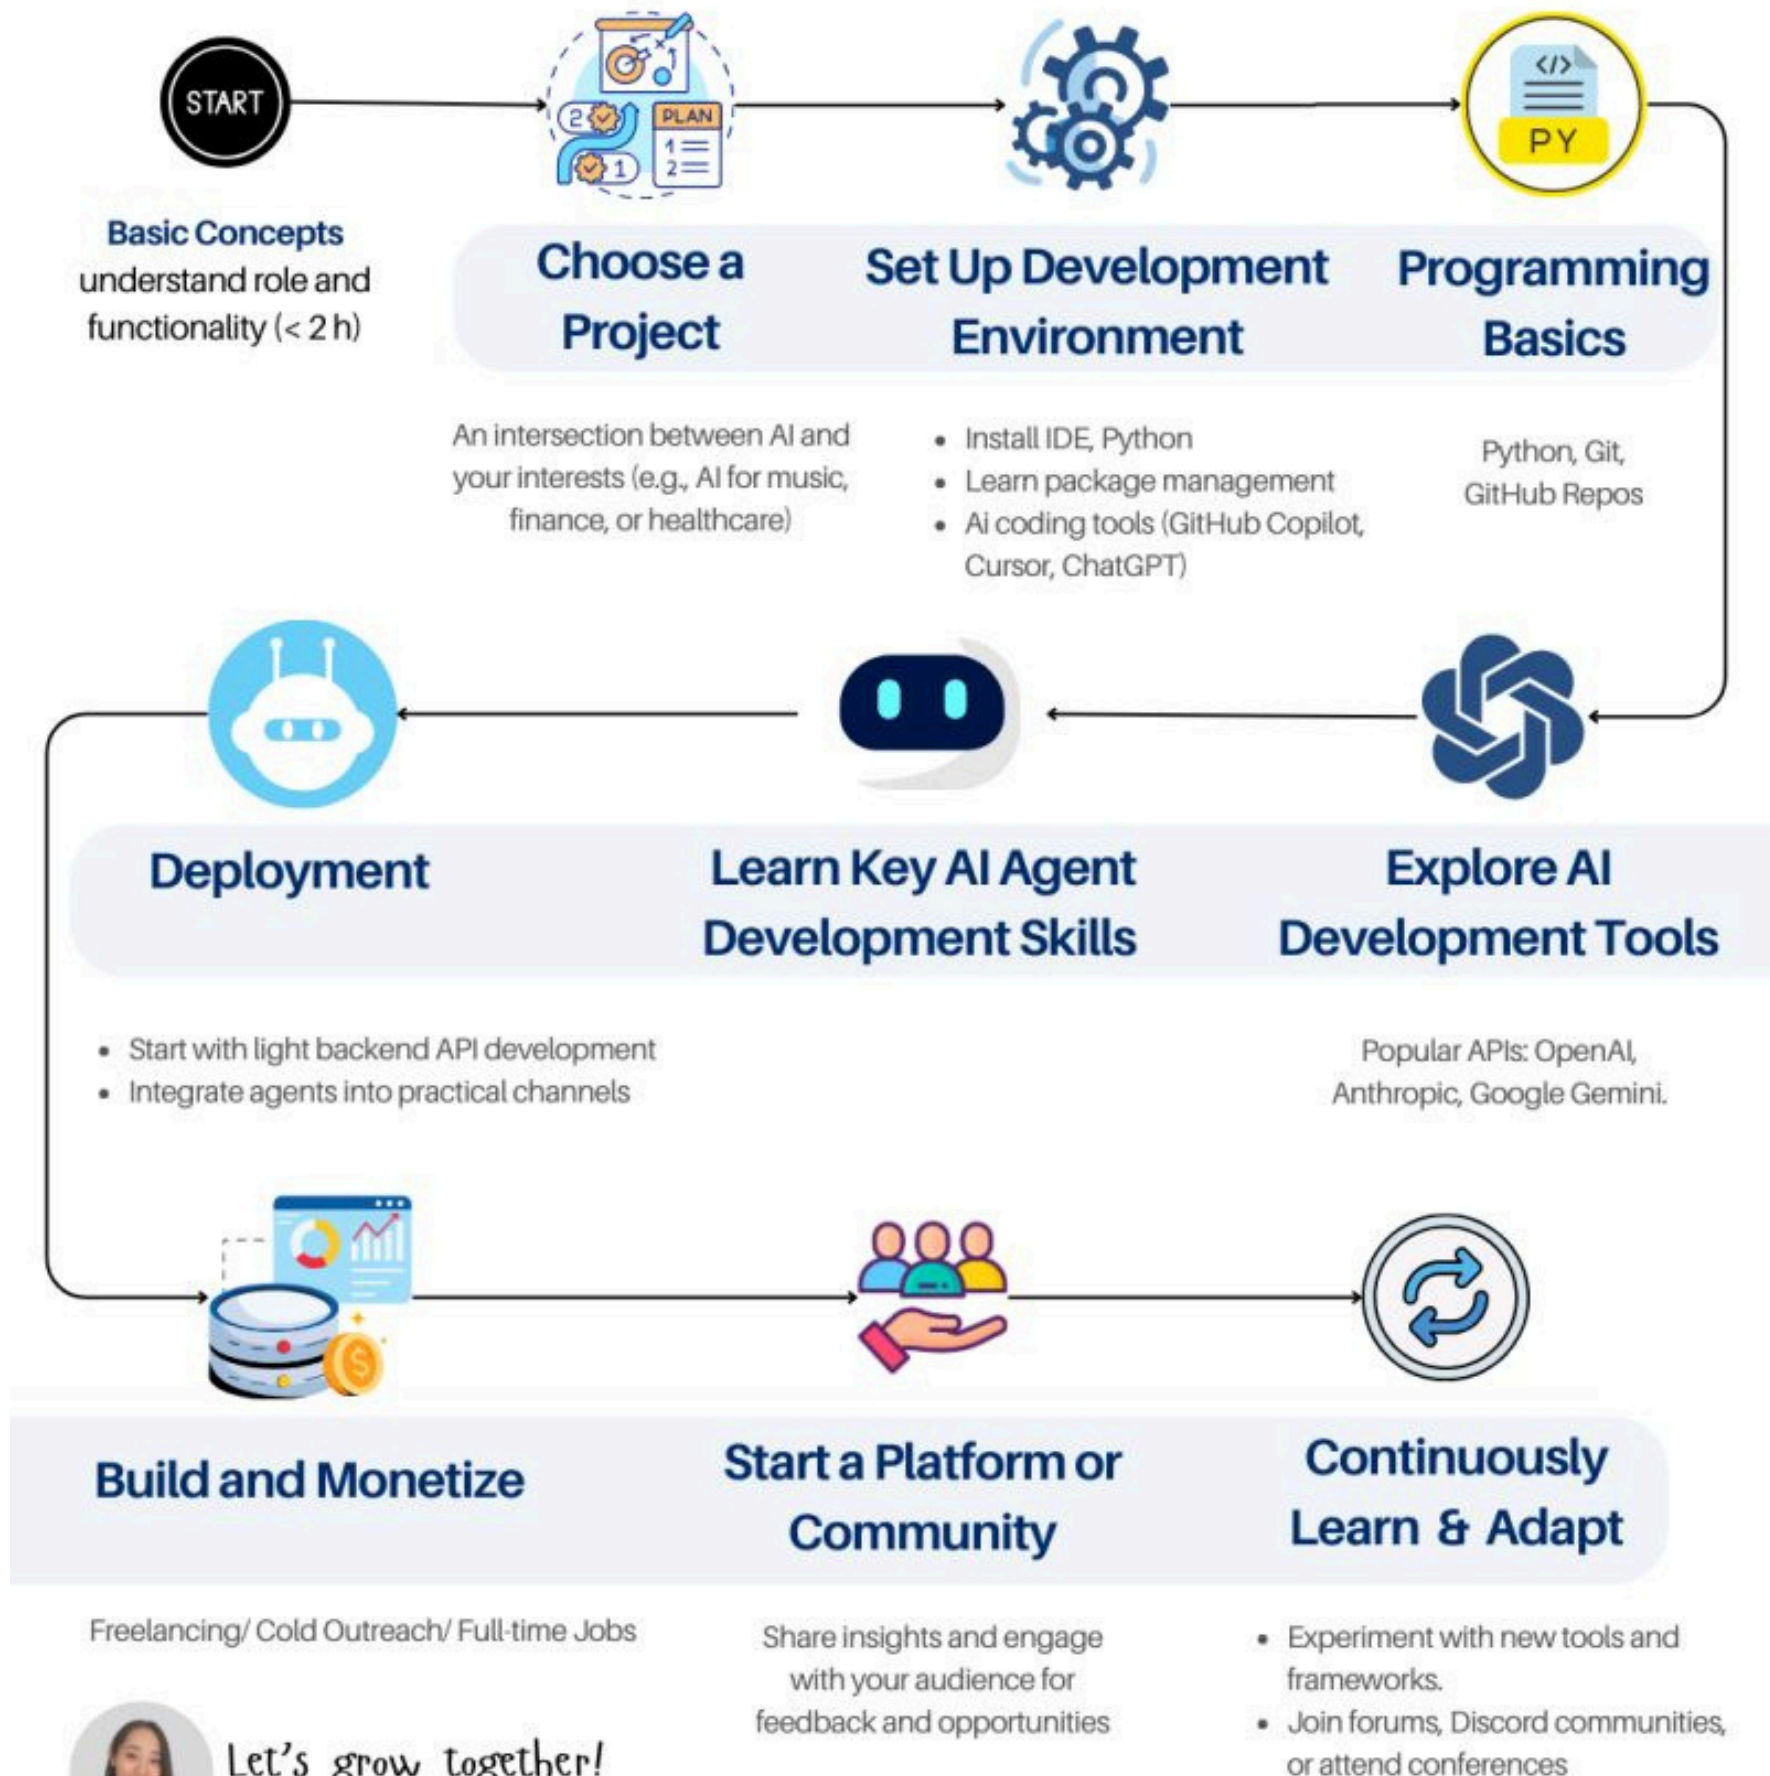 START
2
PLAN
1
1
2
</>
PY
Basic Concepts
understand role and
functionality (< 2 h)
Choose a
Project
An intersection between AI and
your interests (e.g., AI for music,
finance, or healthcare)
Set Up Development
Environment
• Install IDE, Python
• Learn package management
• Ai coding tools (GitHub Copilot,
Cursor, ChatGPT)
Programming
Basics
Python, Git,
GitHub Repos
Explore AI
Development Tools
Popular APIs: OpenAI,
Anthropic, Google Gemini.
Learn Key AI Agent
Development Skills
Deployment
• Start with light backend API development
• Integrate agents into practical channels
$
Build and Monetize
Freelancing/ Cold Outreach/ Full-time Jobs
Start a Platform or
Community
Share insights and engage
with your audience for
feedback and opportunities
Continuously
Learn & Adapt
• Experiment with new tools and
frameworks.
• Join forums, Discord communities,
or attend conferences
Let's grow together!